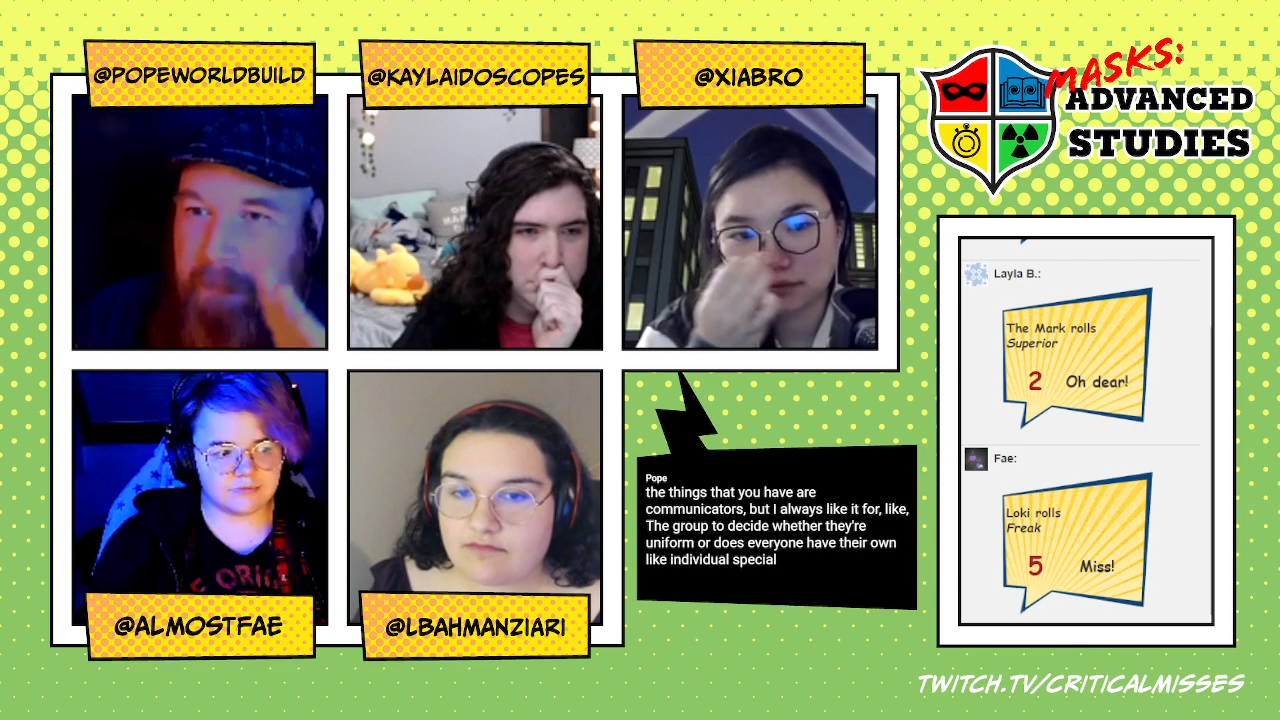 @POPEWORLDBUILD
@KAYLAIDOSCOPES
@XIABRO
MASKS:
ADVANCED
STUDIES
Layla B.:
The Mark rolls
Superior
2 Oh dear!
Fae:
Loki rolls
Freak
5 Miss!
Pope
the things that you have are
communicators, but I always like it for, like,
The group to decide whether they're
uniform or does everyone have their own
like individual special
@ALMOSTFAE
@LBAHMANZIARI
TWITCH.TV/CRITICALMISSES